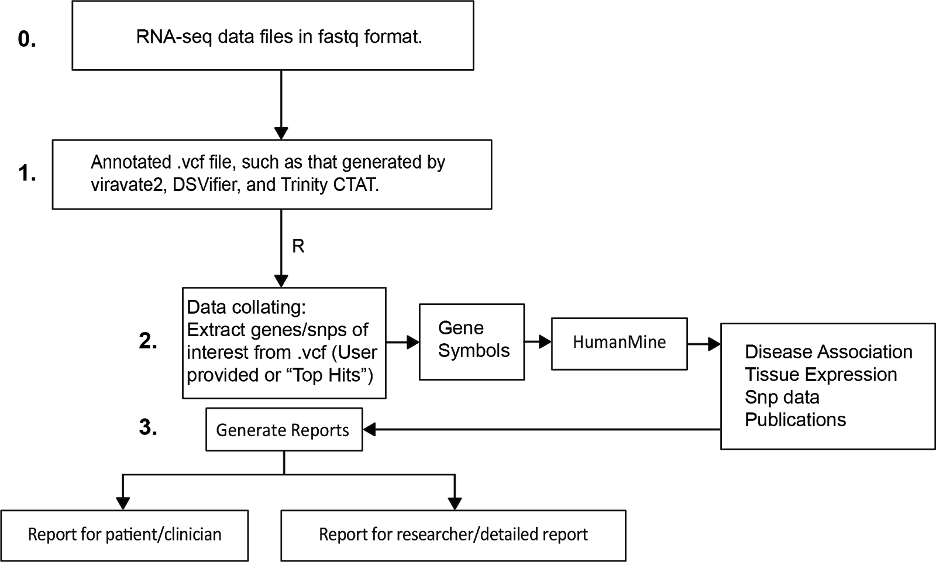 0.
RNA-seq data files in fastq format.
1.
Annotated .vcf file, such as that generated by
viravate2, DSVifier, and Trinity CTAT.
R
2.
Data collating:
Extract genes/snps of
interest from .vcf (User
provided or “Top Hits”)
Gene
Symbols
HumanMine
Disease Association
Tissue Expression
Snp data
Publications
3.
Generate Reports
Report for patient/clinician
Report for researcher/detailed report